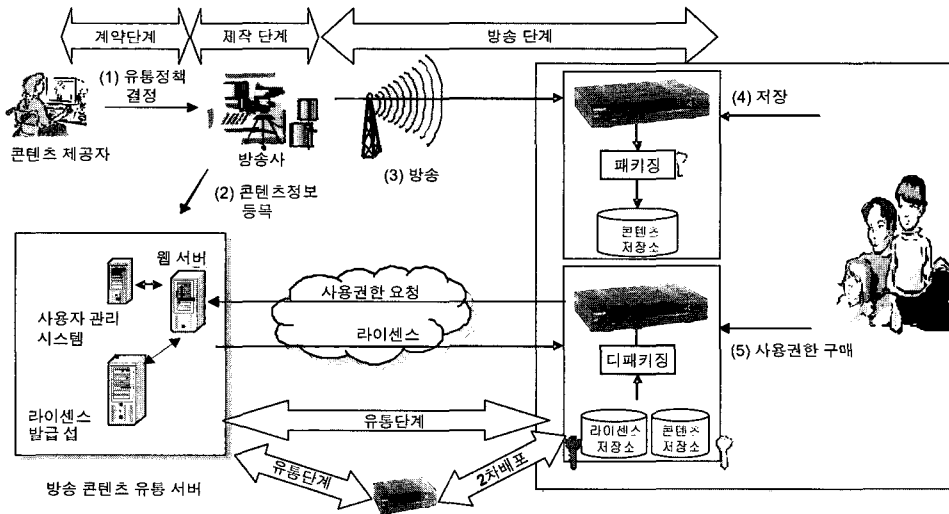 계약단계
제작 단계
방송 단계
(1) 유통정책
결정
콘텐츠 제공자
방송사
(2) 콘텐츠정보
등록
(3) 방송
(4) 저장
패키징
콘텐츠
저장소
웹 서버
사용자 관리
시스템
라이센스
발급 섭
방송 콘텐츠 유통 서버
사용권한 요청
라이센스
디패키징
(5) 사용권한 구매
라이센스
저장소
콘텐츠
저장소
유통단계
유통단계
2차배포